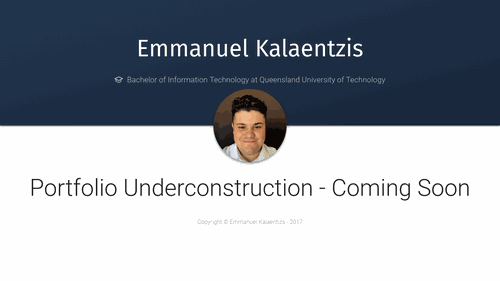 Emmanuel Kalaentzis
Bachelor of Information Technology at Queensland University of Technology
Portfolio Underconstruction - Coming Soon
Copyright © Emmanuel Kalaentzis - 2017